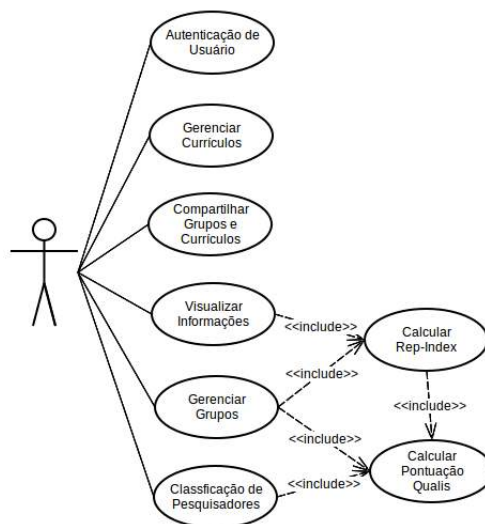 Autenticação de
Usuário
Gerenciar
Currículos
Compartilhar
Grupos e
Currículos
Visualizar
Informações
<<include>>
Calcular
Rep-Index
<<include>>
Gerenciar
Grupos
<<include>>
<<include>>
Classficação de
Pesquisadores
<<include>>
Calcular
Pontuação
Qualis